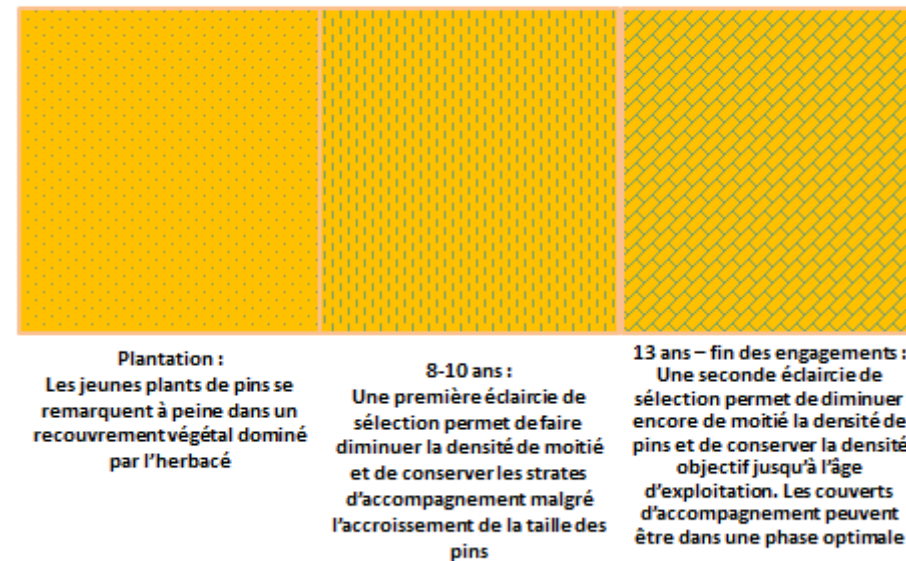 Plantation :
Les jeunes plants de pins se
remarquent à peine dans un
recouvrement végétal dominé
par l'herbacé
8-10 ans :
Une première éclaircie de
sélection permet de faire
diminuer la densité de moitié
et de conserver les strates
d'accompagnement malgré
l'accroissement de la taille des
pins
13 ans – fin des engagements :
Une seconde éclaircie de
sélection permet de diminuer
encore de moitié la densité de
pins et de conserver la densité
objectif jusqu'à l'âge
d'exploitation. Les couverts
d'accompagnement peuvent
être dans une phase optimale